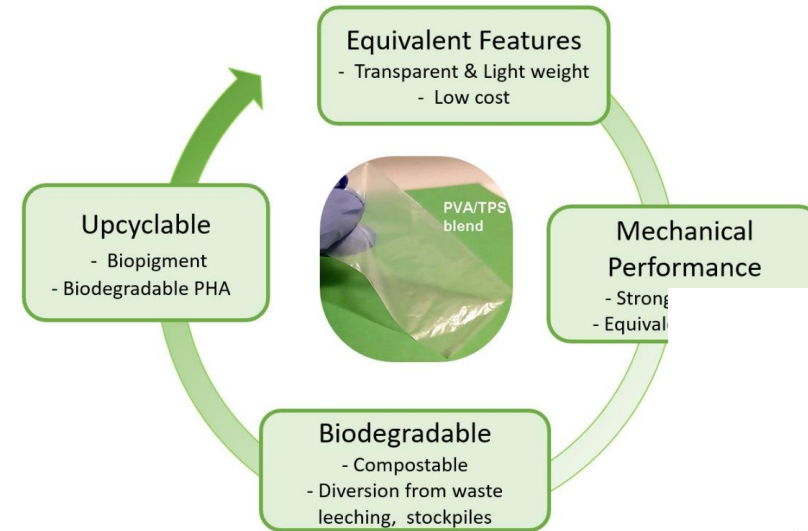 Equivalent Features
- Transparent & Light weight
- Low cost
Mechanical
Performance
- Strong
Biodegradable
- Compostable
- Diversion from waste
leeching, stockpiles
Upcyclable
- Biopigment
- Biodegradable PHA
PVA/TPS
blend